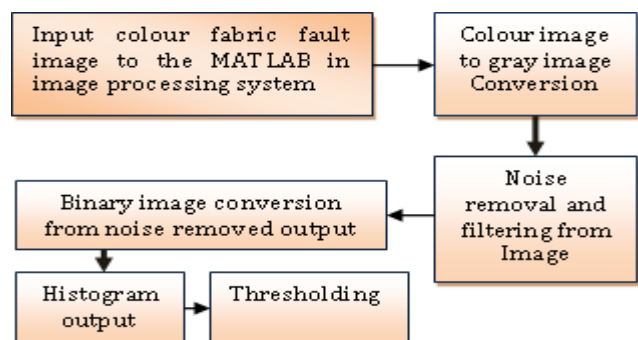 Input colour fabric fault
image to the MATLAB in
image processing system
Colour image
to gray image
Conversion
Noise
removal and
filtering from
Image
Binary image conversion
from noise removed output
Histogram
output
Thresholding